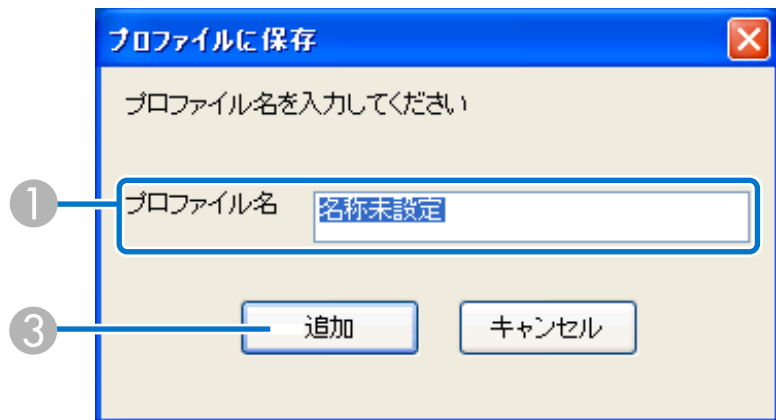 プロファイルに保存
プロファイル名を入力してください
1
プロファイル名 名称未設定
3
追加 キャンセル